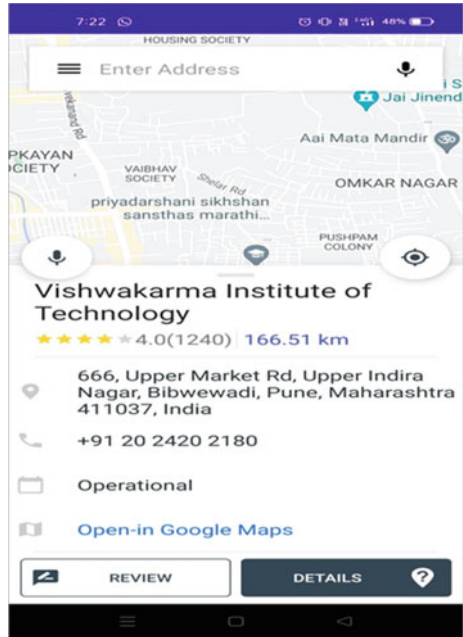 7:22
48%
HOUSING SOCIETY
Enter Address
i S
Jai Jinend
Aai Mata Mandir
PKAYAN
OCIETY
VAIBHAV
SOCIETY
Shelar Rd
OMKAR NAGAR
priyadarshani sikhshan
sansthas marathi...
PUSHPAM
COLONY
Vishwakarma Institute of
Technology
4.0(1240) 166.51 km
666, Upper Market Rd, Upper Indira
Nagar, Bibwewadi, Pune, Maharashtra
411037, India
+91 20 2420 2180
Operational
Open-in Google Maps
REVIEW
DETAILS